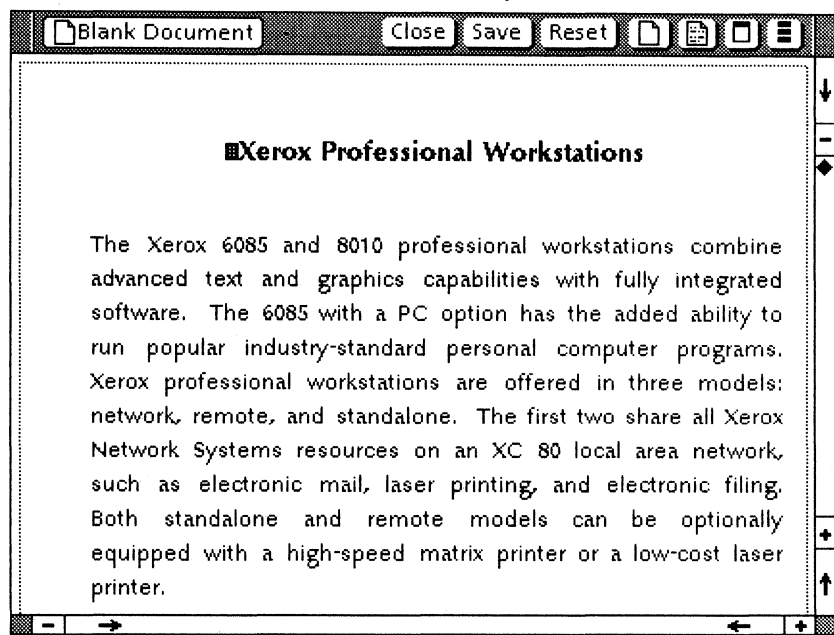 Blank Document Close Save Reset
Xerox Professional Workstations
The Xerox 6085 and 8010 professional workstations combine
advanced text and graphics capabilities with fully integrated
software. The 6085 with a PC option has the added ability to
run popular industry-standard personal computer programs.
Xerox professional workstations are offered in three models:
network, remote, and standalone. The first two share all Xerox
Network Systems resources on an XC 80 local area network,
such as electronic mail, laser printing, and electronic filing.
Both standalone and remote models can be optionally
equipped with a high-speed matrix printer or a low-cost laser
printer.